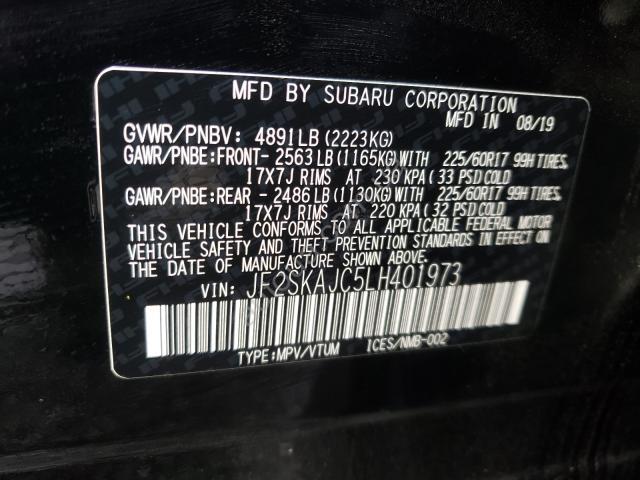 MFD BY SUBARU CORPORATION
MFD IN 08/19
GVWR/PNBV: 4891LB (2223KG)
GAWR/PNBE:FRONT- 2563 LB (1165KG) WITH 225/60R17 99H TIRES,
17X7J RIMS AT 230 KPA (33 PSI) COLD
GAWR/PNBE:REAR - 2486 LB (1130KG) WITH 225/60R17 99H TIRES,
17X7J RIMS AT 220 KPA (32 PSI) COLD
THIS VEHICLE CONFORMS TO ALL APPLICABLE FEDERAL MOTOR
VEHICLE SAFETY AND THEFT PREVENTION STANDARDS IN EFFECT ON
THE DATE OF MANUFACTURE SHOWN ABOVE.
VIN: JF2SKAJC5LH401973
TYPE:MPV/VTUM ICES/NMB-002